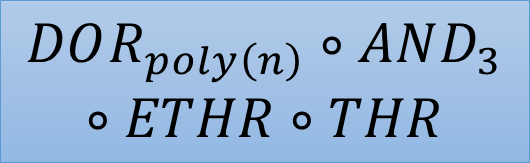 DOR_{poly(n)} ∘ AND_3
∘ ETHR ∘ THR